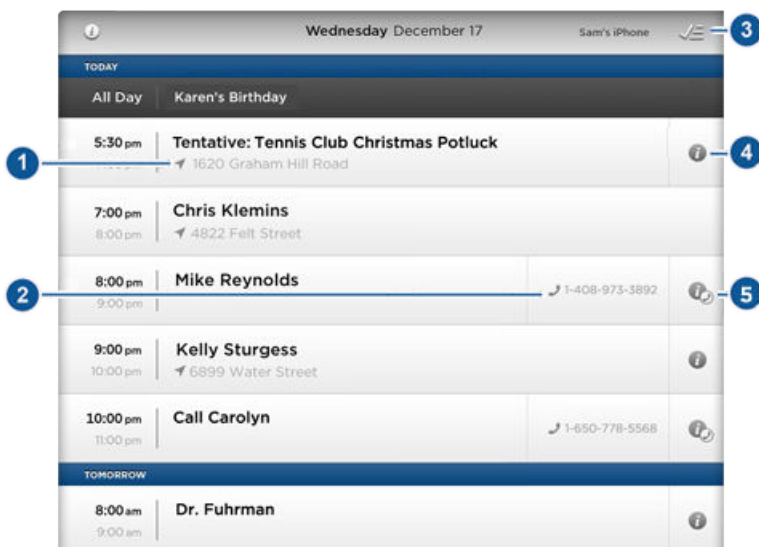 Wednesday December 17 Sam's iPhone 3
TODAY
All Day Karen's Birthday
5:30 pm Tentative: Tennis Club Christmas Potluck
1 1620 Graham Hill Road 4
7:00 pm Chris Klemins
8:00 pm 4822 Felt Street
8:00 pm Mike Reynolds
2 1-408-973-3892 5
9:00 pm
9:00 pm Kelly Sturgess
10:00 pm 6899 Water Street
10:00 pm Call Carolyn
11:00 pm 1-650-778-5568
TOMORROW
8:00 am Dr. Fuhrman
9:00 am